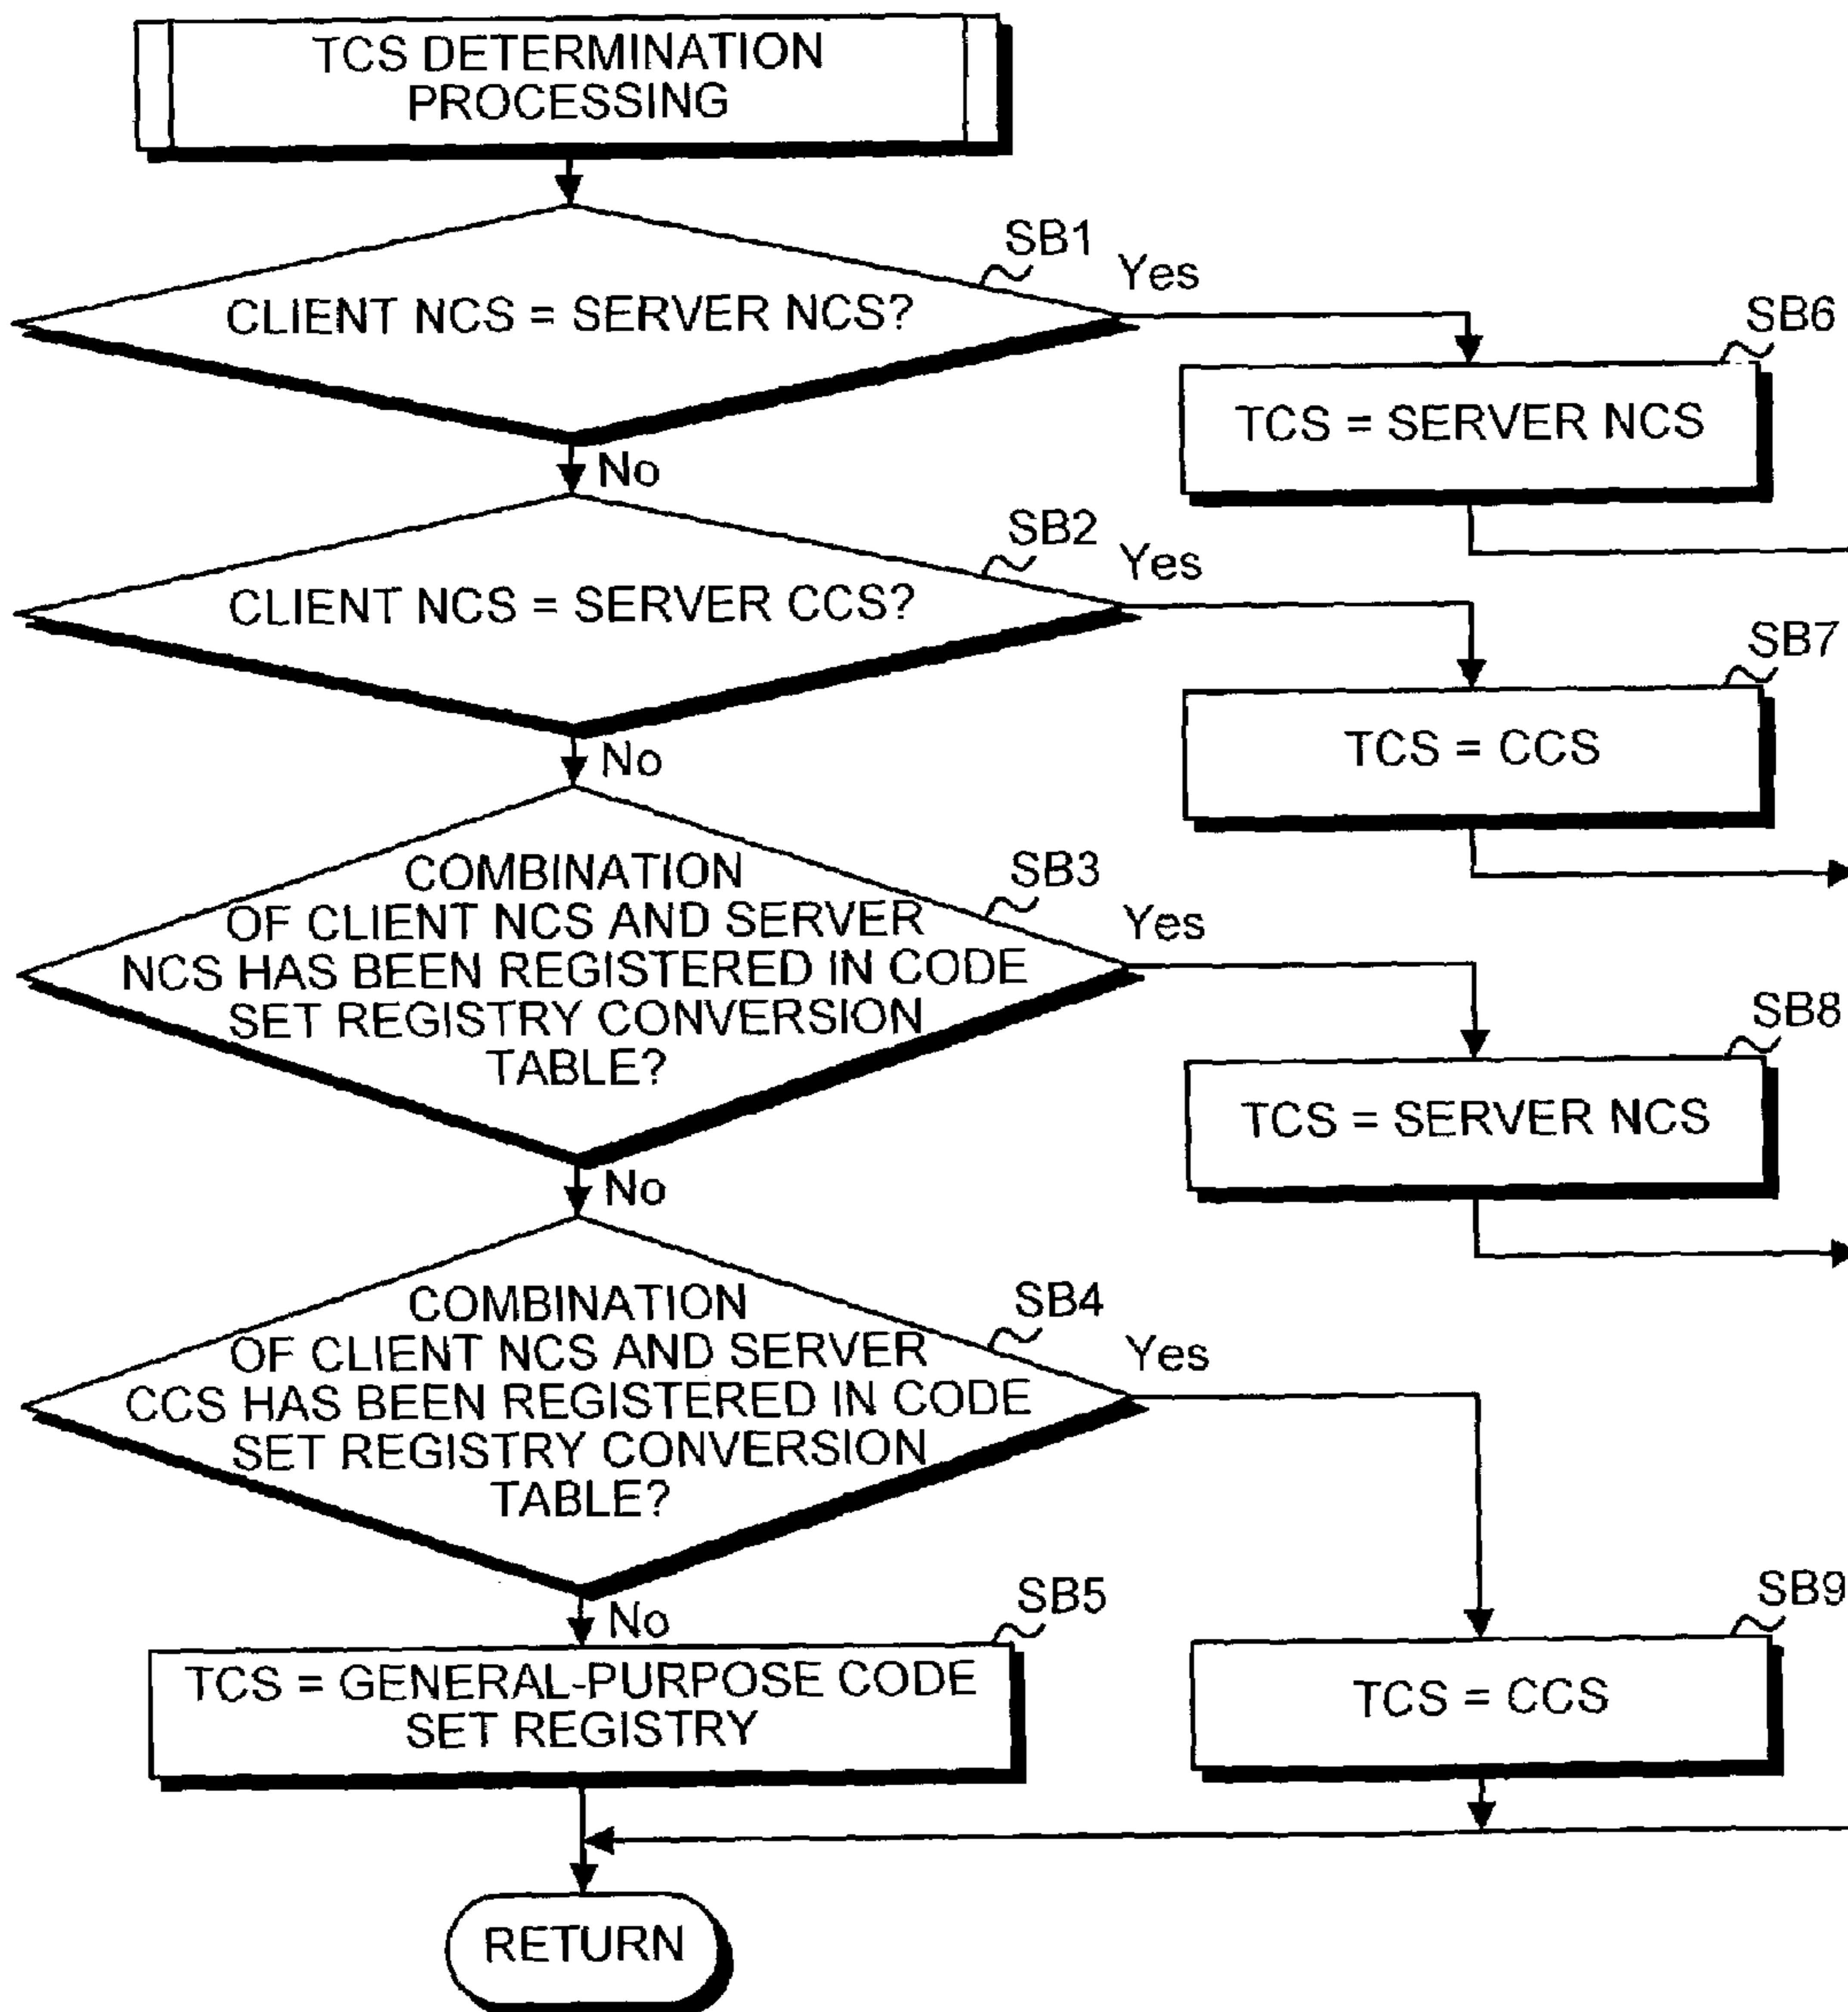 TCS DETERMINATION
PROCESSING
SB1
Yes
CLIENT NCS = SERVER NCS?
SB6
TCS = SERVER NCS
No
SB2
Yes
CLIENT NCS = SERVER CCS?
SB7
TCS = CCS
No
SB3
Yes
COMBINATION
OF CLIENT NCS AND SERVER
NCS HAS BEEN REGISTERED IN CODE
SET REGISTRY CONVERSION
TABLE?
SB8
TCS = SERVER NCS
No
SB4
Yes
COMBINATION
OF CLIENT NCS AND SERVER
CCS HAS BEEN REGISTERED IN CODE
SET REGISTRY CONVERSION
TABLE?
SB9
TCS = CCS
No
SB5
TCS = GENERAL-PURPOSE CODE
SET REGISTRY
RETURN